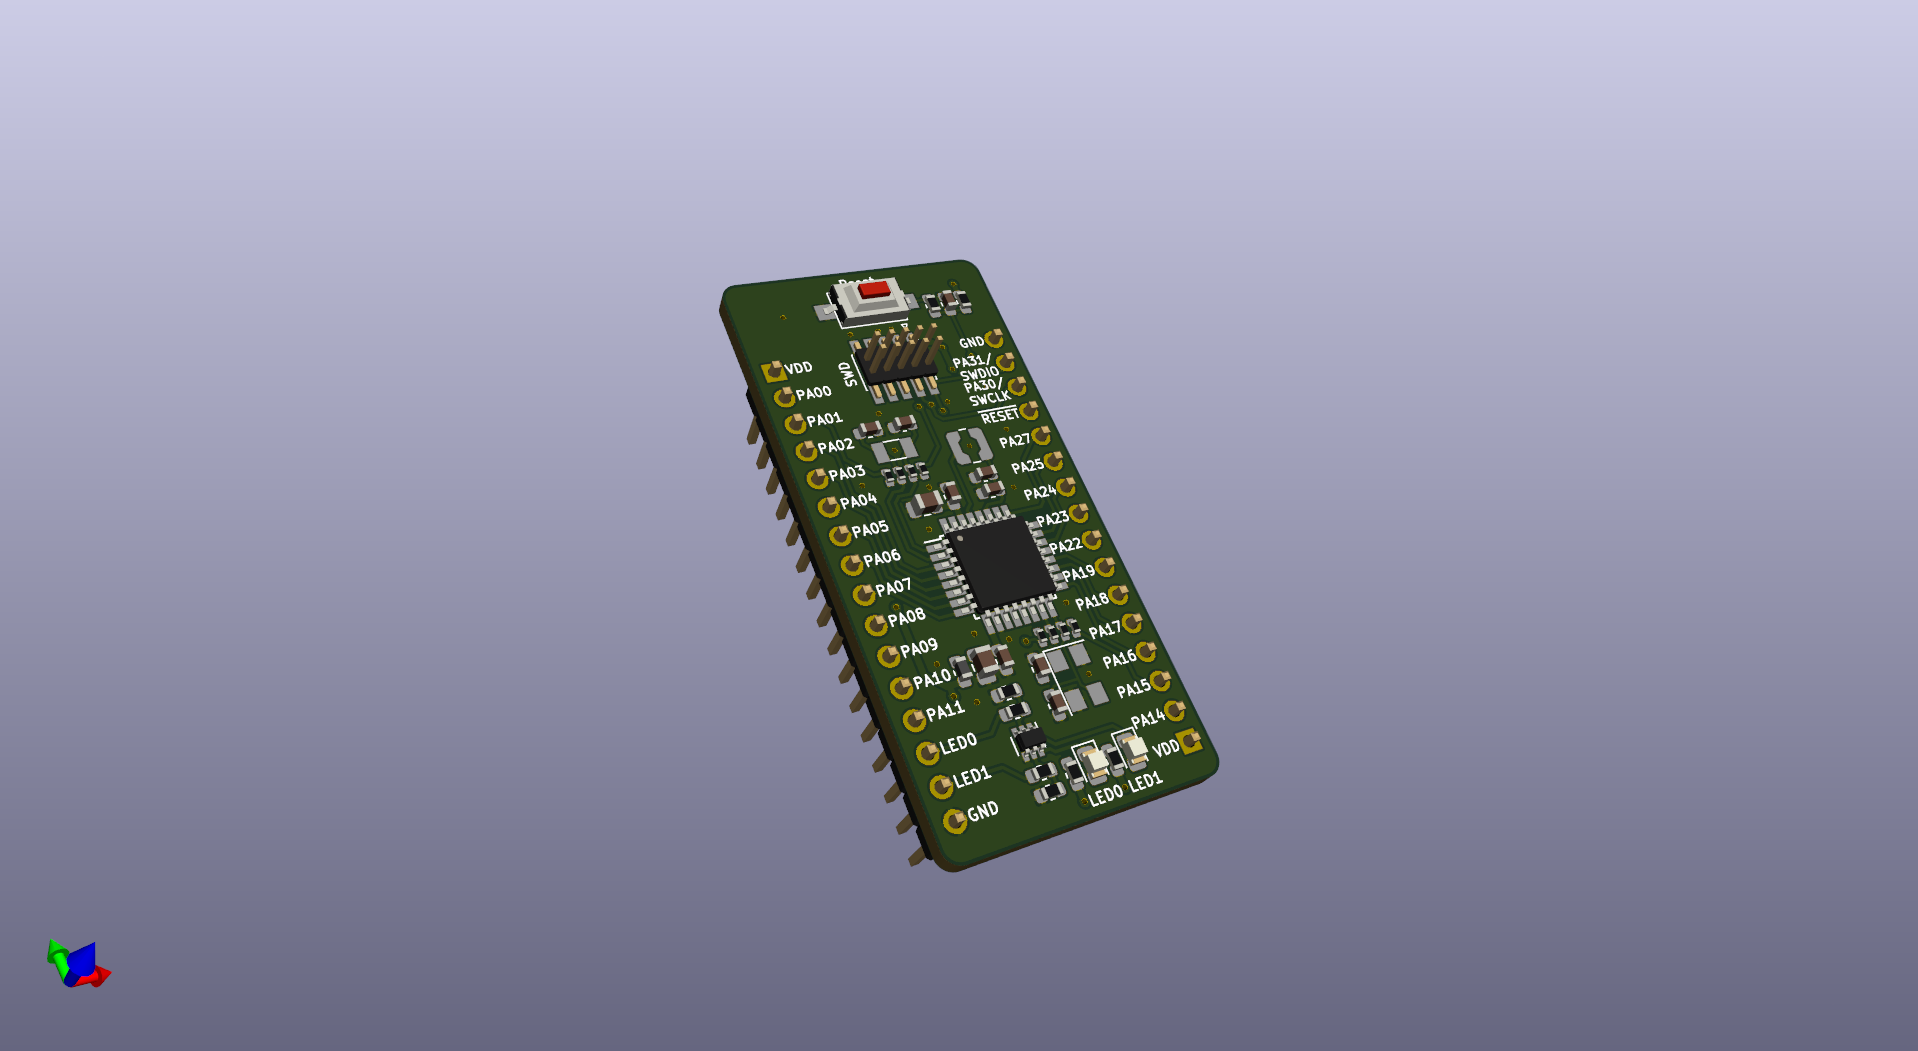 Reset
SWD
VDD
PA00
PA01
PA02
PA03
PA04
PA05
PA06
PA07
PA08
PA09
PA10
PA11
LED0
LED1
GND
GND
PA31/
SWDIO
PA30/
SWCLK
RESET
PA27
PA25
PA24
PA23
PA22
PA19
PA18
PA17
PA16
PA15
PA14
VDD
LED0
LED1